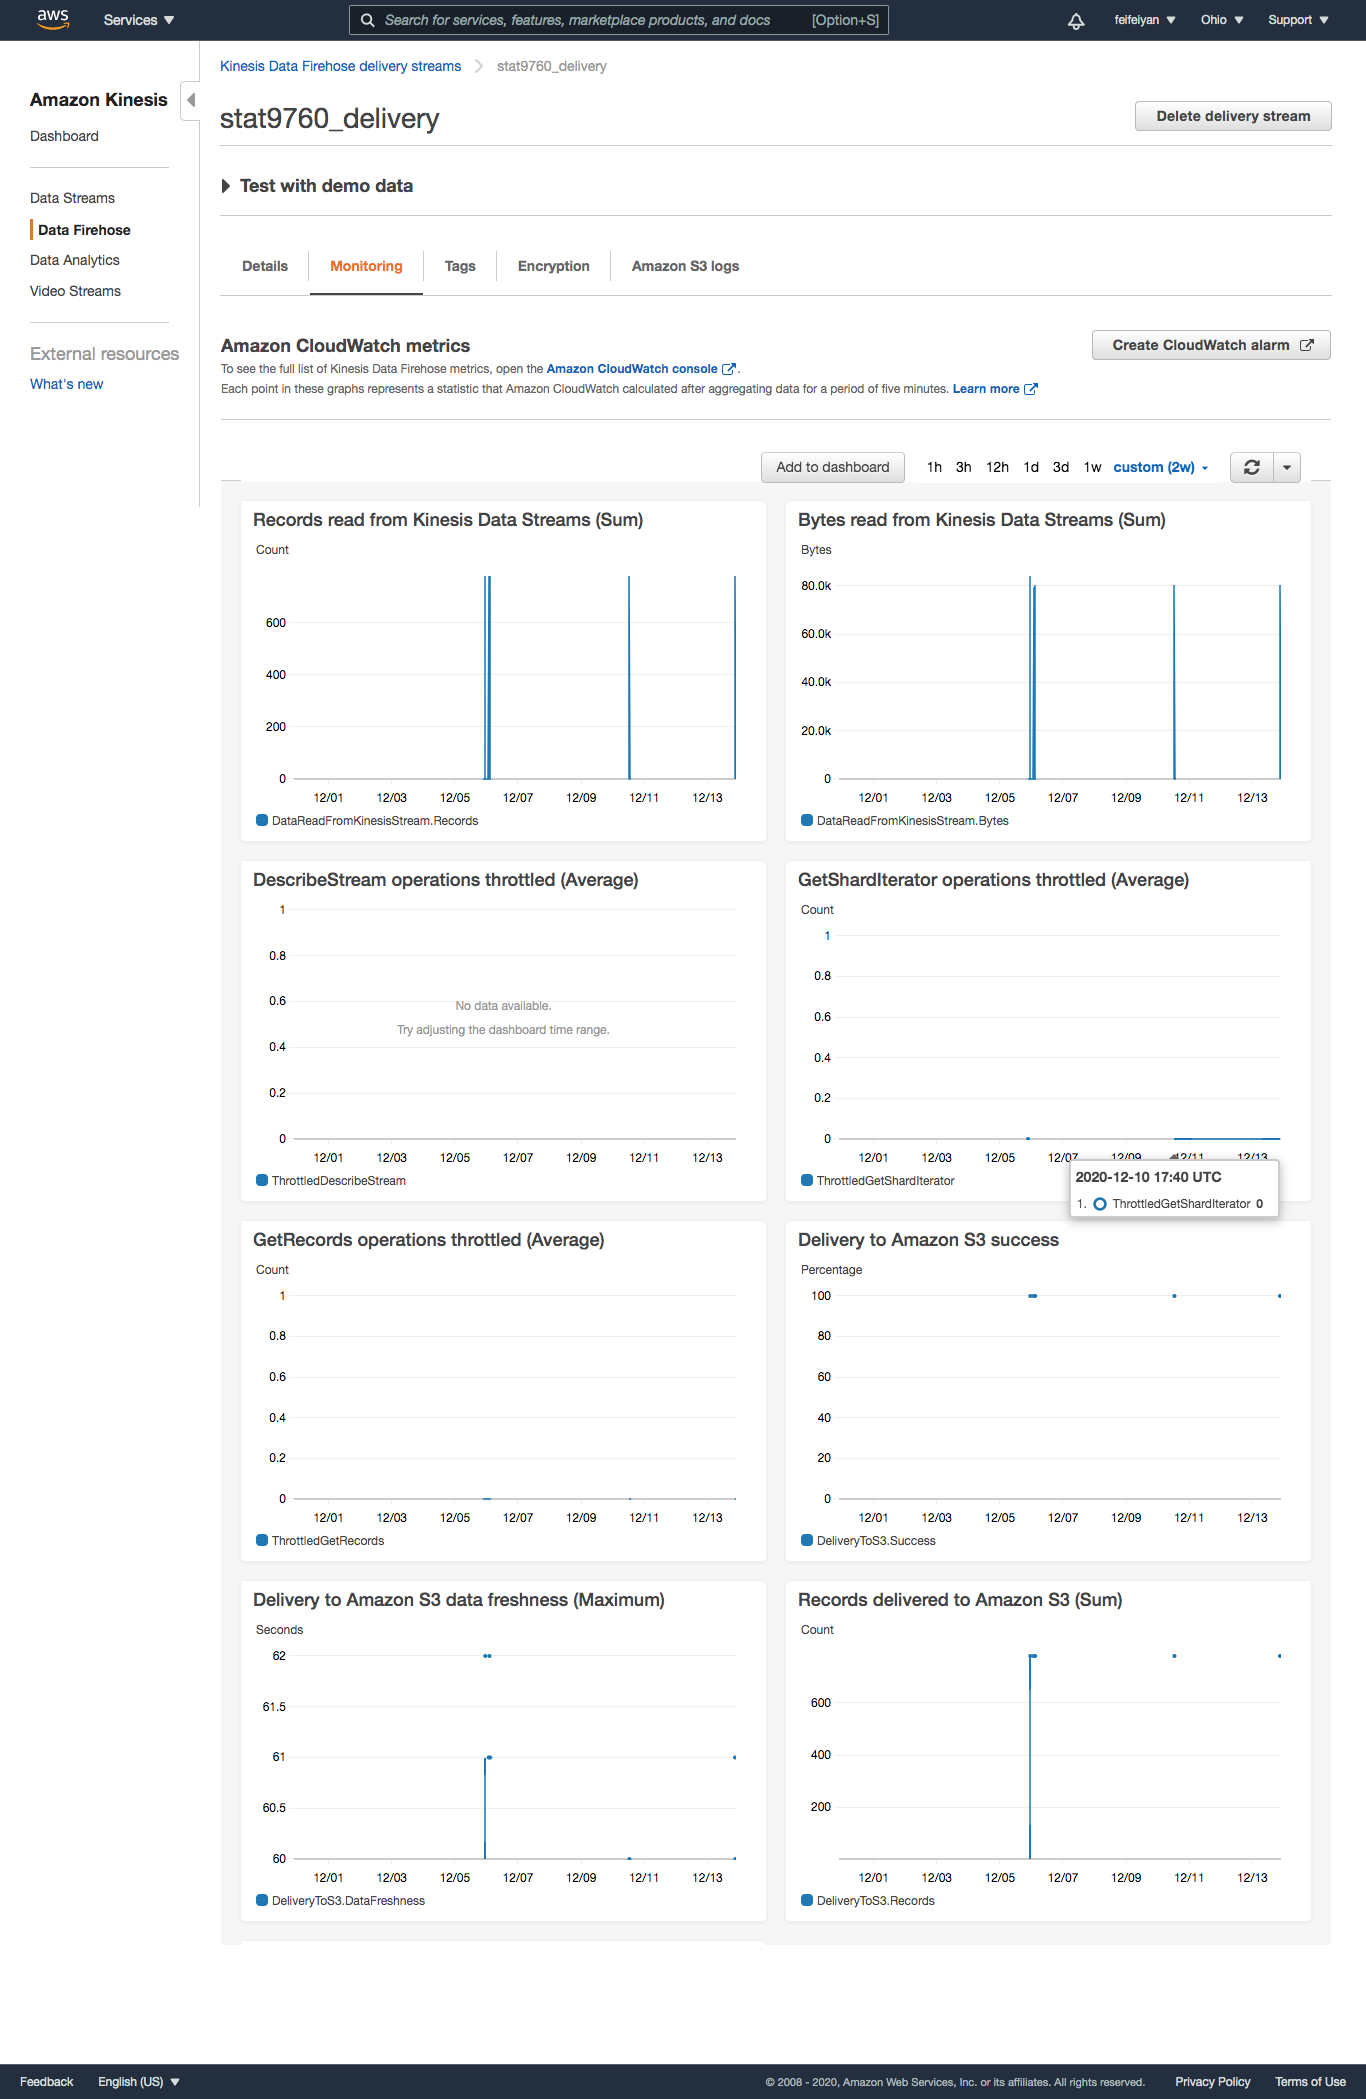 aws Services Search for services, features, marketplace products, and docs [Option+S] feifeiyan Ohio Support
Kinesis Data Firehose delivery streams stat9760_delivery
Amazon Kinesis
Dashboard
Data Streams
Data Firehose
Data Analytics
Video Streams
External resources
What's new
stat9760_delivery
Delete delivery stream
Test with demo data
Details Monitoring Tags Encryption Amazon S3 logs
Amazon CloudWatch metrics
Create CloudWatch alarm
To see the full list of Kinesis Data Firehose metrics, open the Amazon CloudWatch console.
Each point in these graphs represents a statistic that Amazon CloudWatch calculated after aggregating data for a period of five minutes. Learn more
Add to dashboard 1h 3h 12h 1d 3d 1w custom (2w)
Records read from Kinesis Data Streams (Sum)
Count
600
400
200
0
12/01 12/03 12/05 12/07 12/09 12/11 12/13
DataReadFromKinesisStream.Records
Bytes read from Kinesis Data Streams (Sum)
Bytes
80.0k
60.0k
40.0k
20.0k
0
12/01 12/03 12/05 12/07 12/09 12/11 12/13
DataReadFromKinesisStream.Bytes
DescribeStream operations throttled (Average)
1
0.8
0.6
No data available.
Try adjusting the dashboard time range.
0.4
0.2
0
12/01 12/03 12/05 12/07 12/09 12/11 12/13
ThrottledDescribeStream
GetShardIterator operations throttled (Average)
Count
1
0.8
0.6
0.4
0.2
0
12/01 12/03 12/05 12/07 12/09 12/11 12/13
ThrottledGetShardIterator
2020-12-10 17:40 UTC
1. ThrottledGetShardIterator 0
GetRecords operations throttled (Average)
Count
1
0.8
0.6
0.4
0.2
0
12/01 12/03 12/05 12/07 12/09 12/11 12/13
ThrottledGetRecords
Delivery to Amazon S3 success
Percentage
100
80
60
40
20
0
12/01 12/03 12/05 12/07 12/09 12/11 12/13
DeliveryToS3.Success
Delivery to Amazon S3 data freshness (Maximum)
Seconds
62
61.5
61
60.5
60
12/01 12/03 12/05 12/07 12/09 12/11 12/13
DeliveryToS3.DataFreshness
Records delivered to Amazon S3 (Sum)
Count
600
400
200
12/01 12/03 12/05 12/07 12/09 12/11 12/13
DeliveryToS3.Records
Feedback English (US) © 2008 - 2020, Amazon Web Services, Inc. or its affiliates. All rights reserved. Privacy Policy Terms of Use